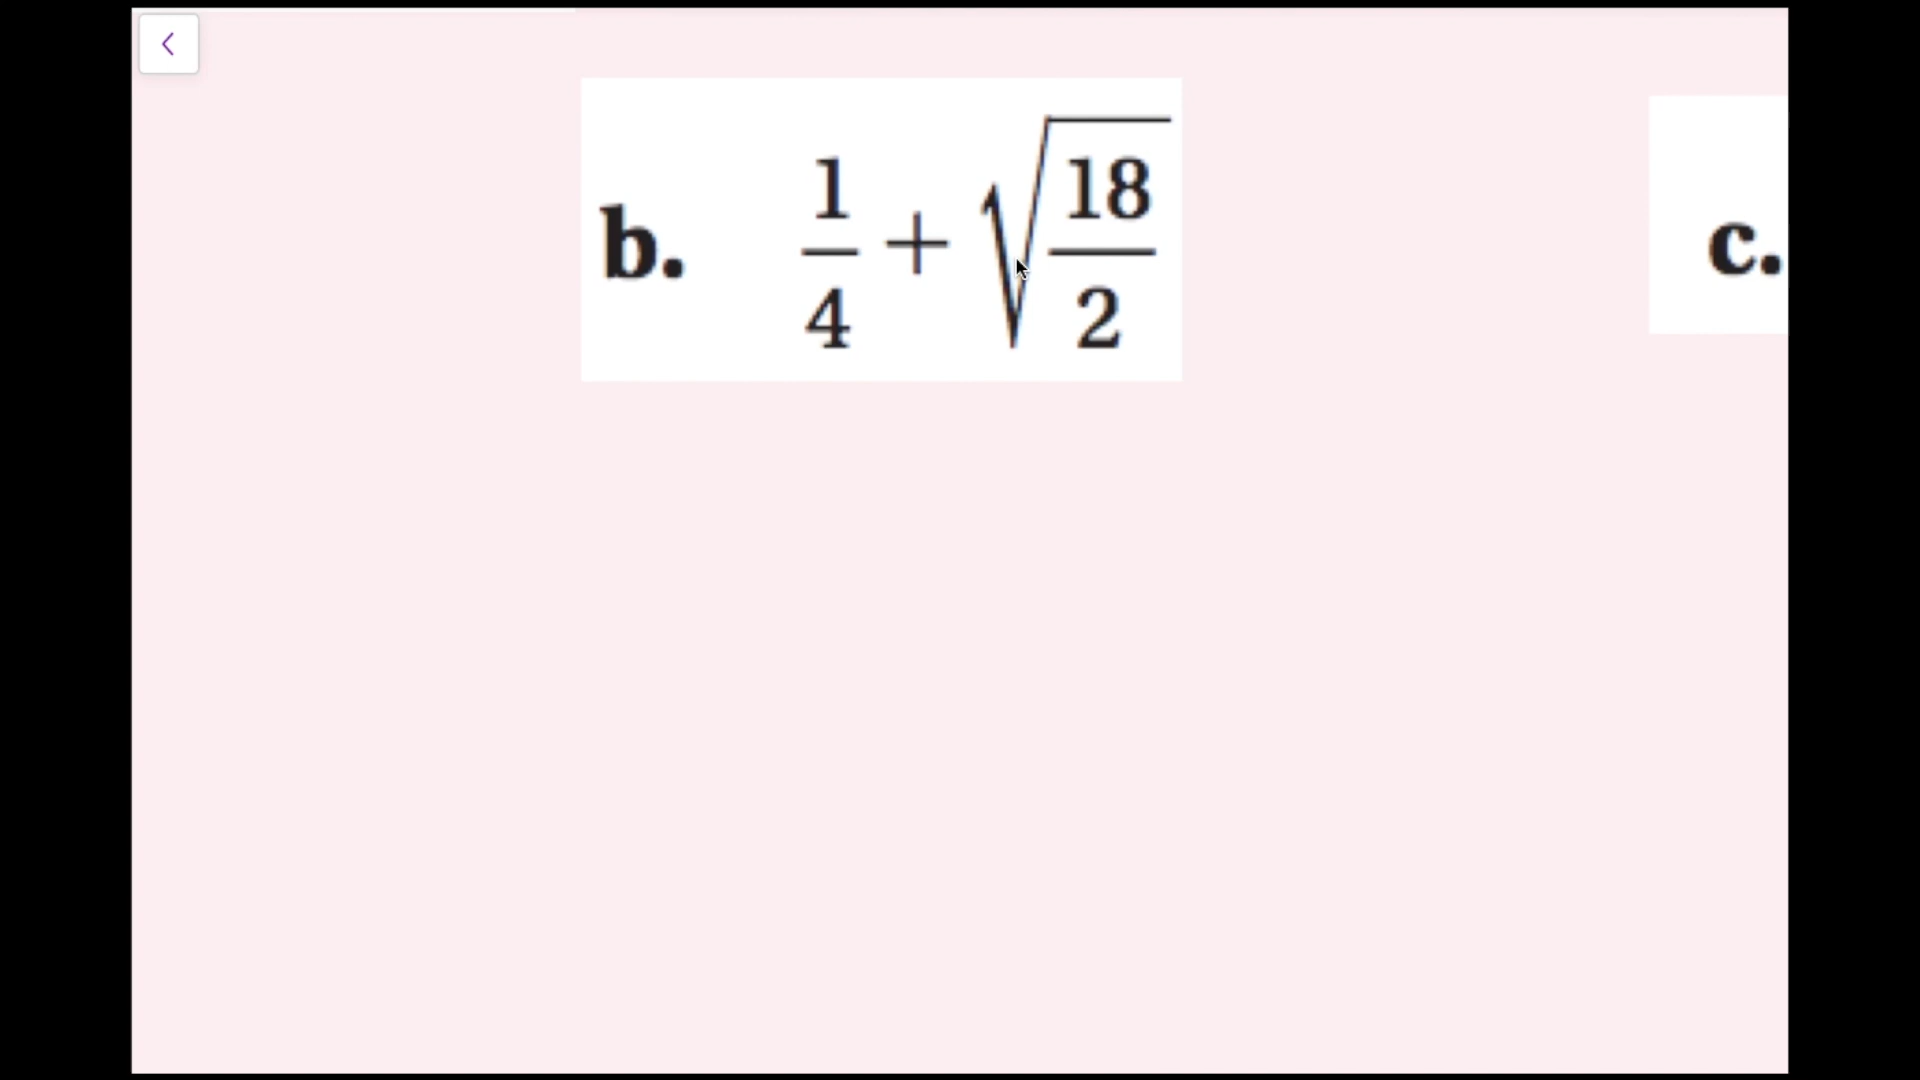 b. 1/4 + √(18/2)
c.